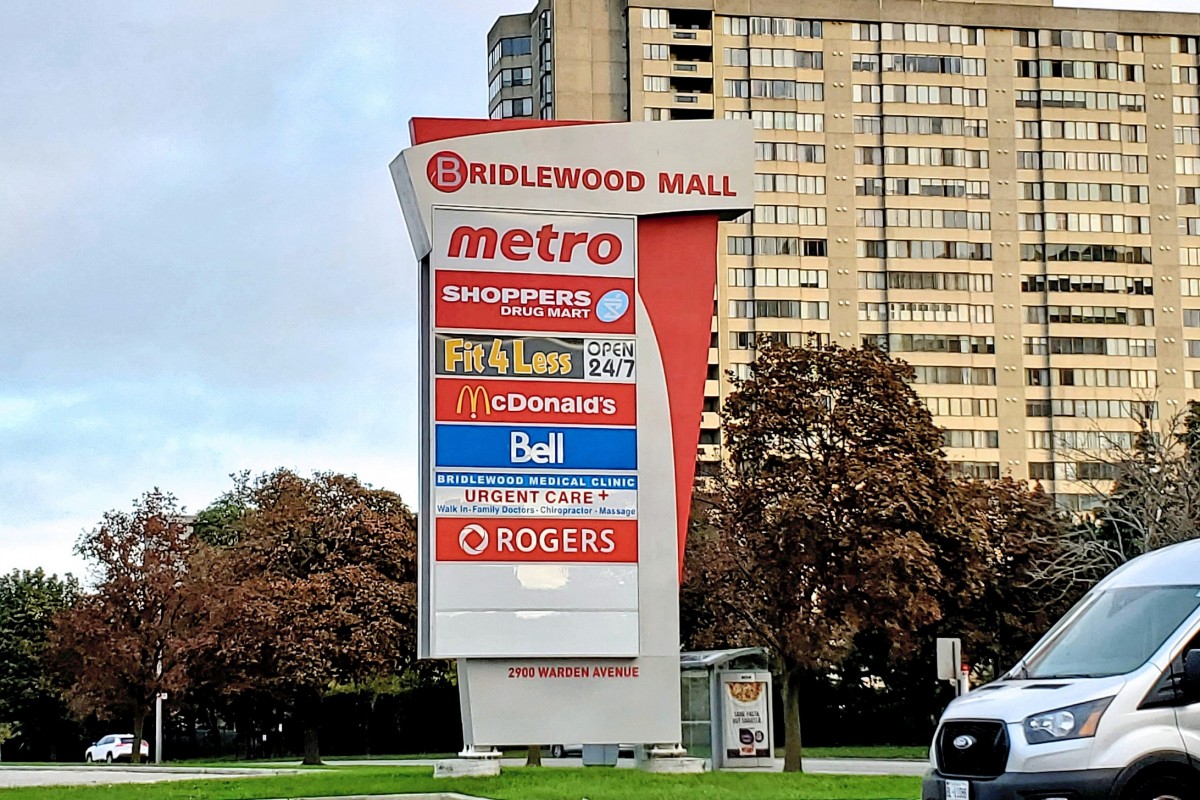 BRIDLEWOOD MALL
metro
SHOPPERS
DRUG MART
Fit4Less OPEN
24/7
McDonald's
Bell
BRIDLEWOOD MEDICAL CLINIC
URGENT CARE +
Walk In - Family Doctors - Chiropractor - Massage
ROGERS
2900 WARDEN AVENUE
Ford